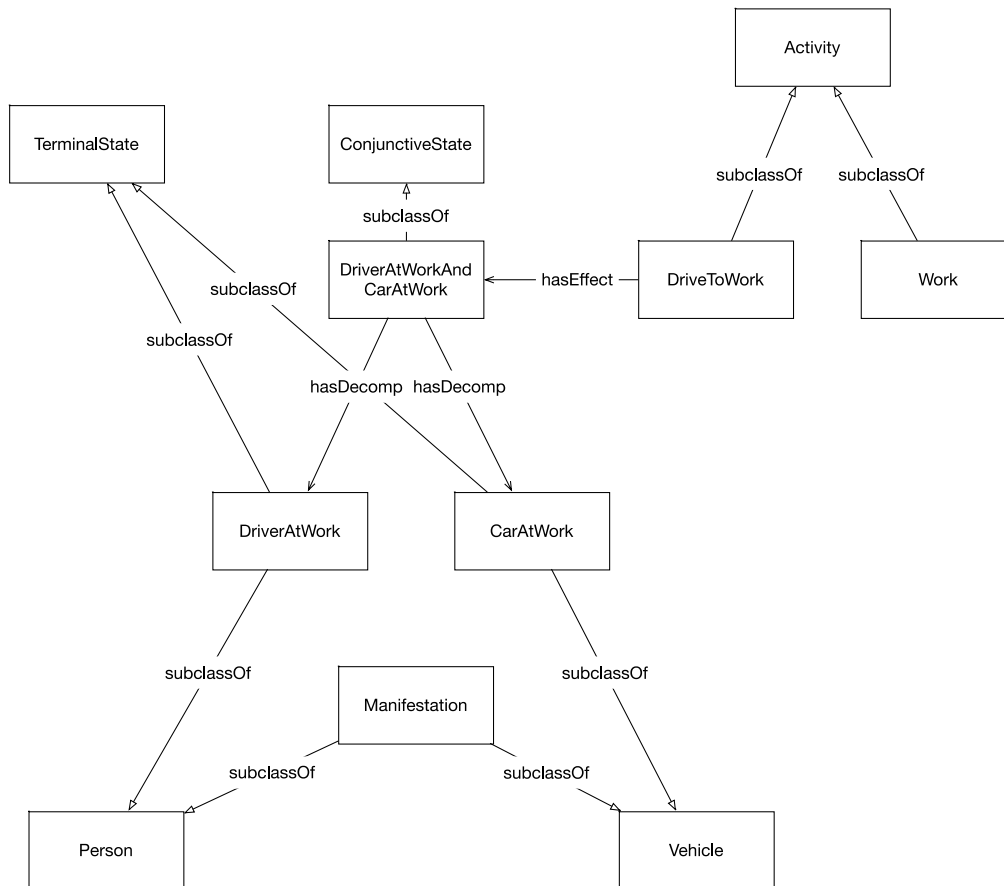 Activity
TerminalState
ConjunctiveState
subclassOf
subclassOf
subclassOf
DriverAtWorkAnd
CarAtWork
hasEffect
DriveToWork
Work
subclassOf
subclassOf
hasDecomp
hasDecomp
DriverAtWork
CarAtWork
subclassOf
subclassOf
Manifestation
subclassOf
subclassOf
Person
Vehicle